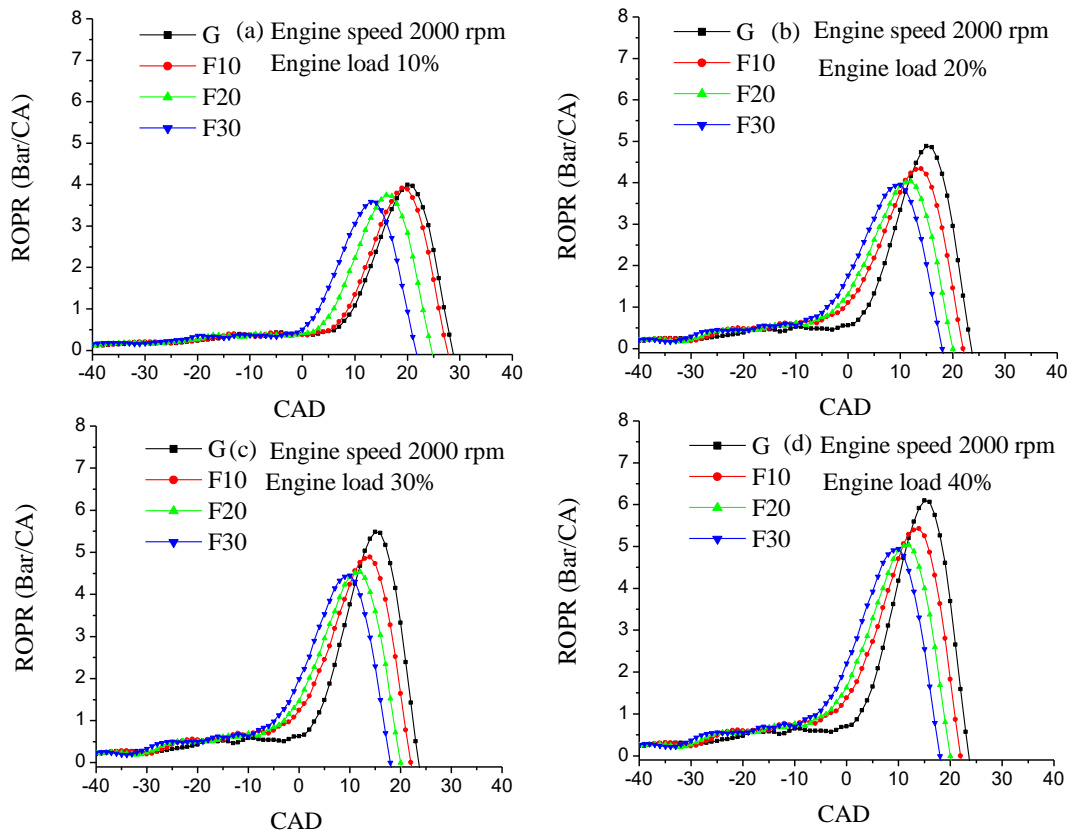 8
7
6
5
4
3
2
1
0
ROPR (Bar/CA)
G
F10
F20
F30
(a) Engine speed 2000 rpm
Engine load 10%
-40 -30 -20 -10 0 10 20 30 40
CAD
8
7
6
5
4
3
2
1
0
ROPR (Bar/CA)
G
F10
F20
F30
(b) Engine speed 2000 rpm
Engine load 20%
-40 -30 -20 -10 0 10 20 30 40
CAD
8
7
6
5
4
3
2
1
0
ROPR (Bar/CA)
G
F10
F20
F30
(c) Engine speed 2000 rpm
Engine load 30%
-40 -30 -20 -10 0 10 20 30 40
CAD
8
7
6
5
4
3
2
1
0
ROPR (Bar/CA)
G
F10
F20
F30
(d) Engine speed 2000 rpm
Engine load 40%
-40 -30 -20 -10 0 10 20 30 40
CAD